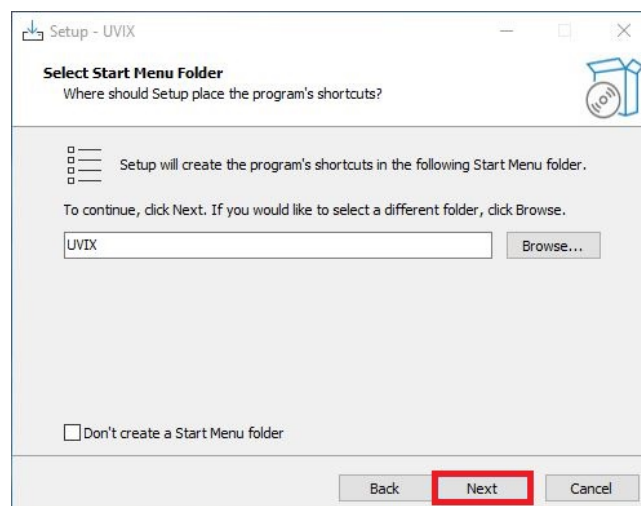 Setup - UVIX
Select Start Menu Folder
Where should Setup place the program's shortcuts?
Setup will create the program's shortcuts in the following Start Menu folder.
To continue, click Next. If you would like to select a different folder, click Browse.
UVIX
Browse...
Don't create a Start Menu folder
Back
Next
Cancel